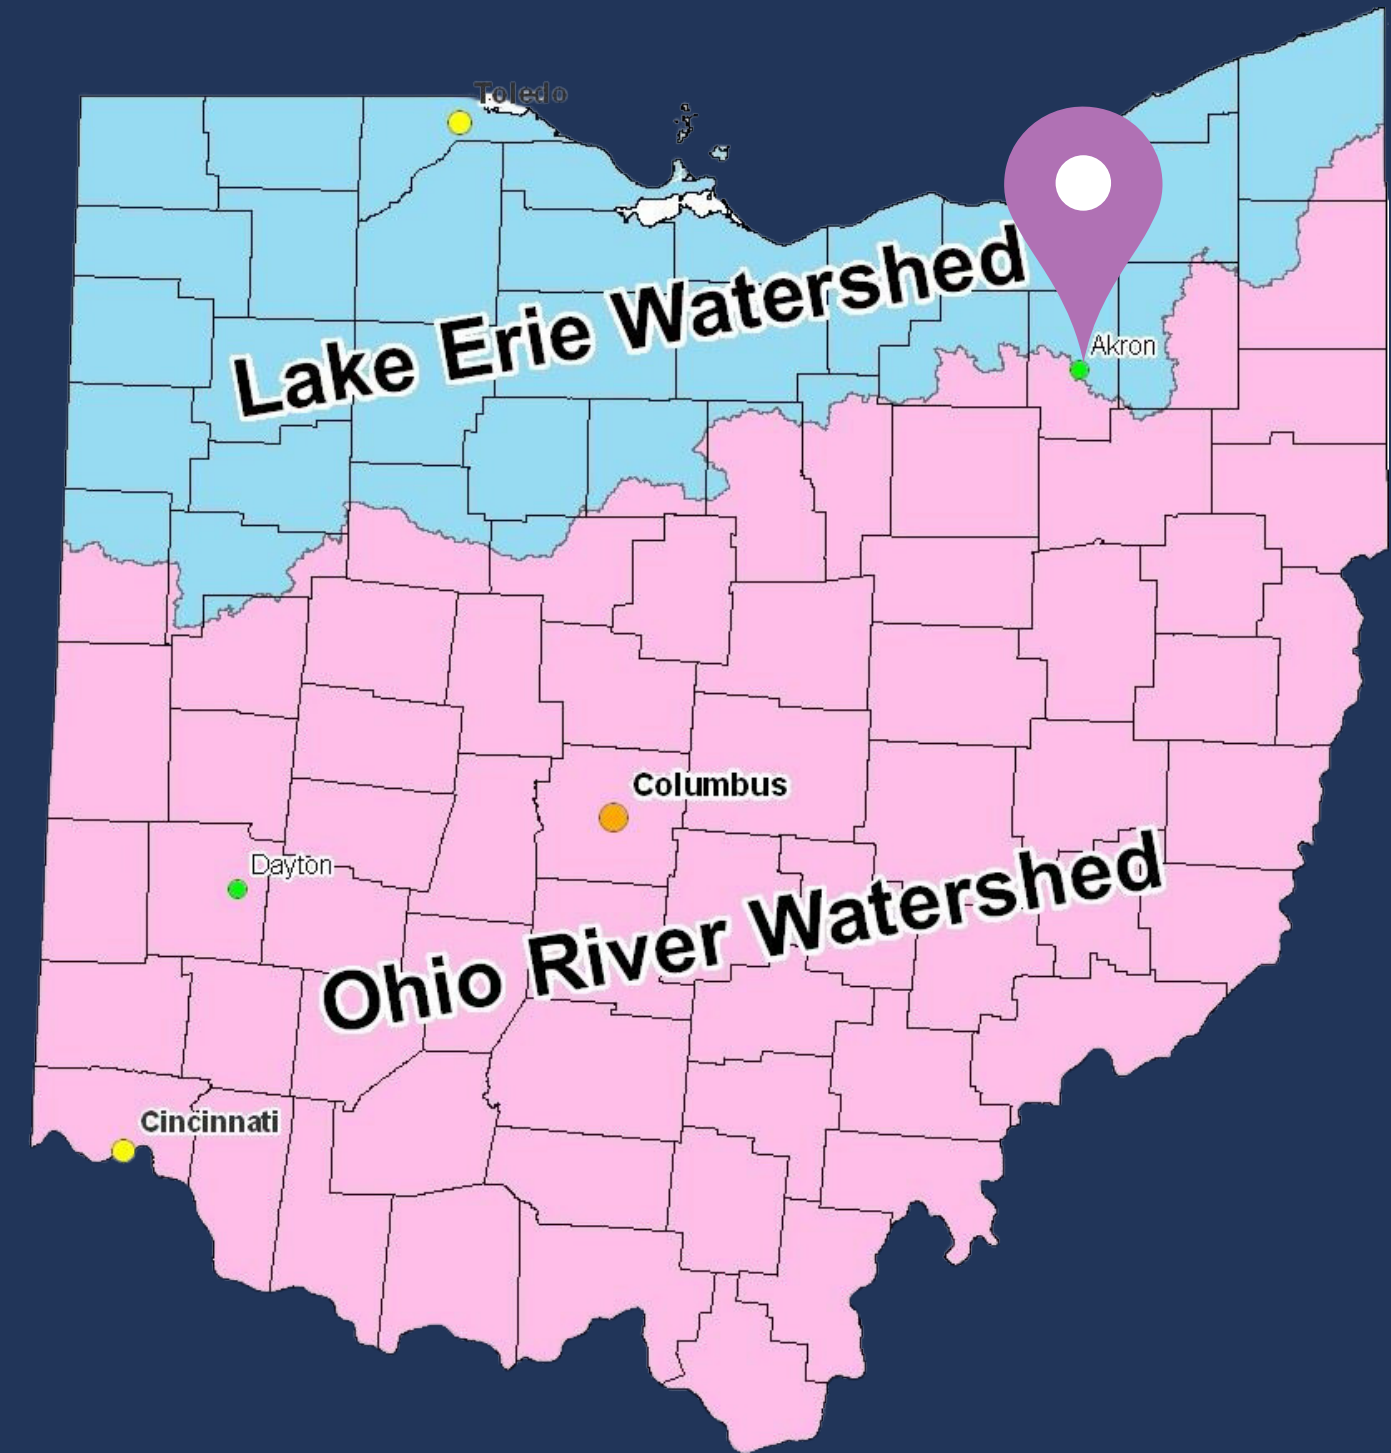 Toledo
Lake Erie Watershed
Akron
Columbus
Dayton
Ohio River Watershed
Cincinnati